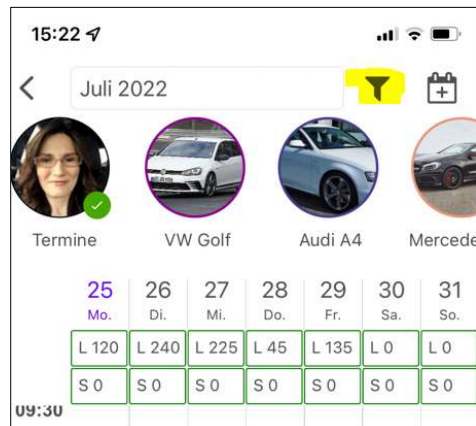 15:22
Juli 2022
Termine VW Golf Audi A4 Mercede
25 26 27 28 29 30 31
Mo. Di. Mi. Do. Fr. Sa. So.
L 120 L 240 L 225 L 45 L 135 L 0 L 0
S 0 S 0 S 0 S 0 S 0 S 0 S 0
09:30